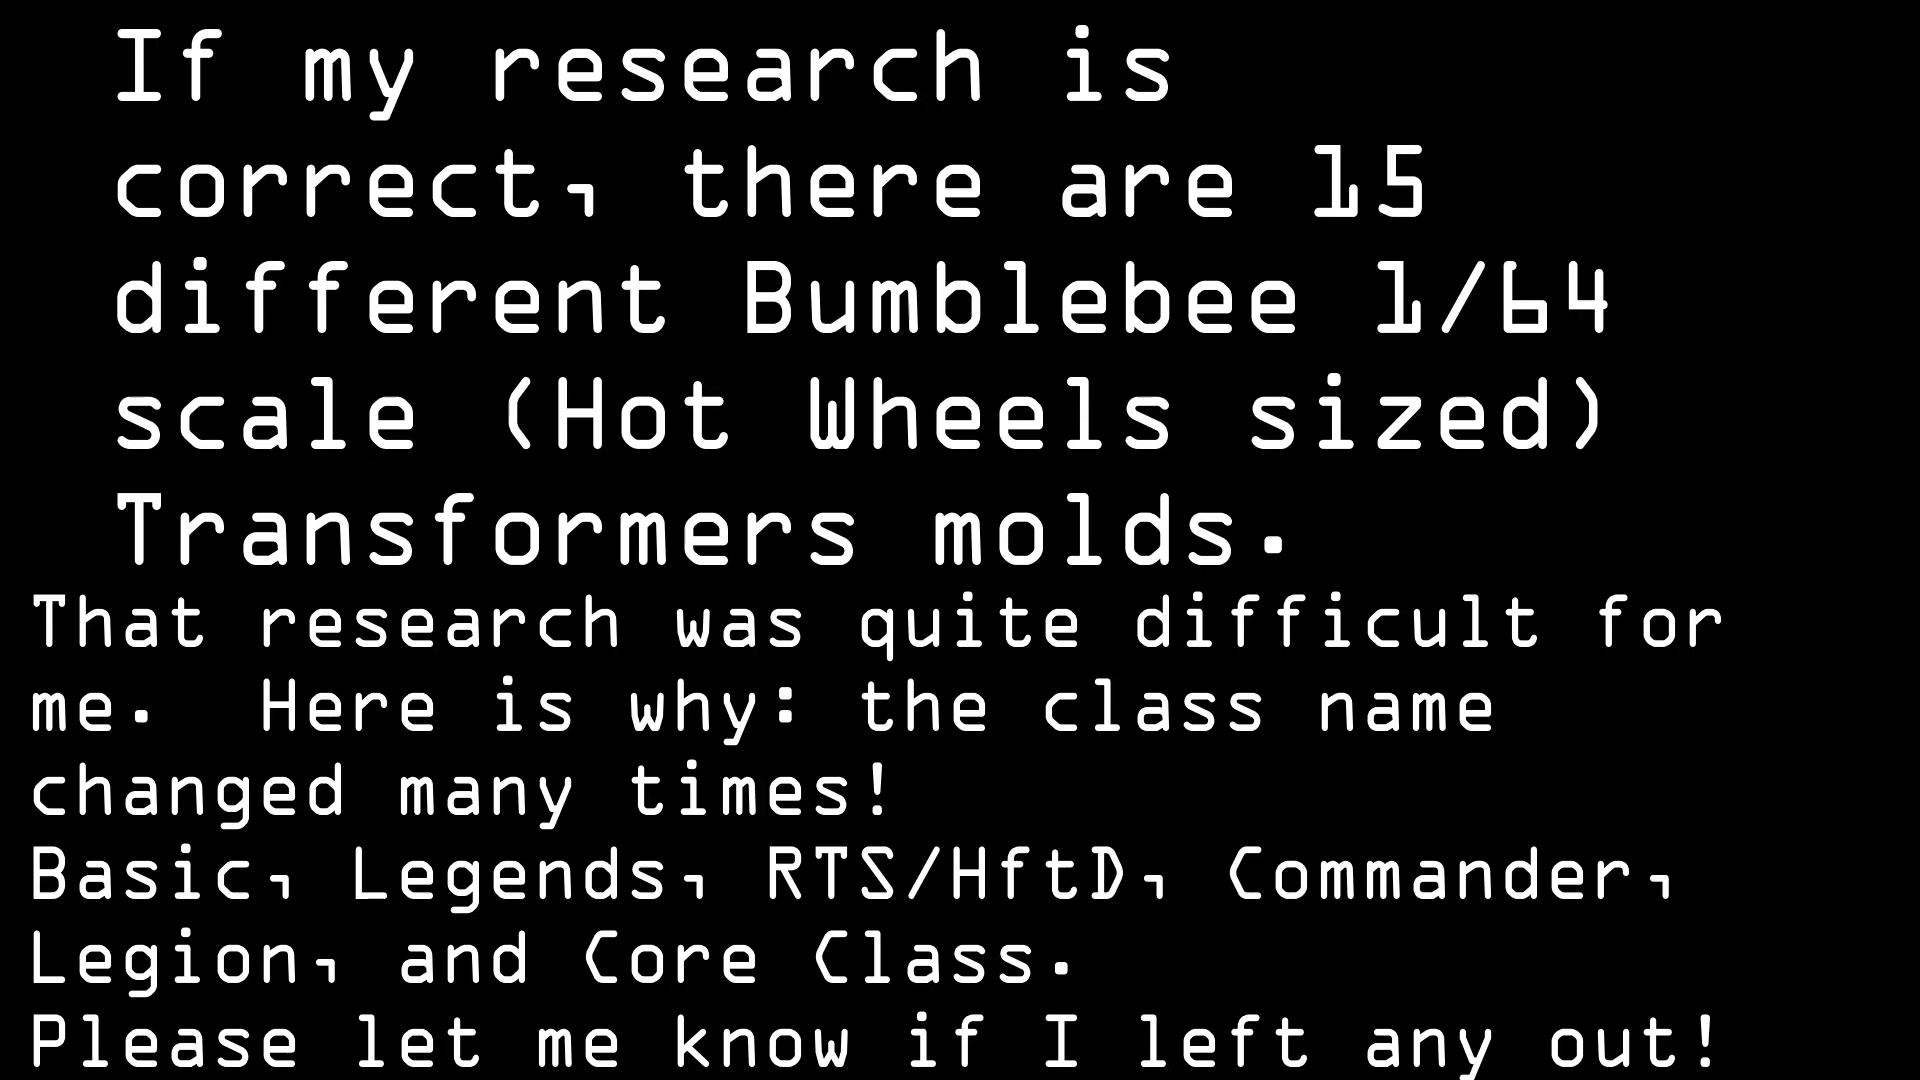 If my research is
correct, there are 15
different Bumblebee 1/64
scale (Hot Wheels sized)
Transformers molds.
That research was quite difficult for
me.  Here is why: the class name
changed many times!
Basic, Legends, RTS/HftD, Commander,
Legion, and Core Class.
Please let me know if I left any out!